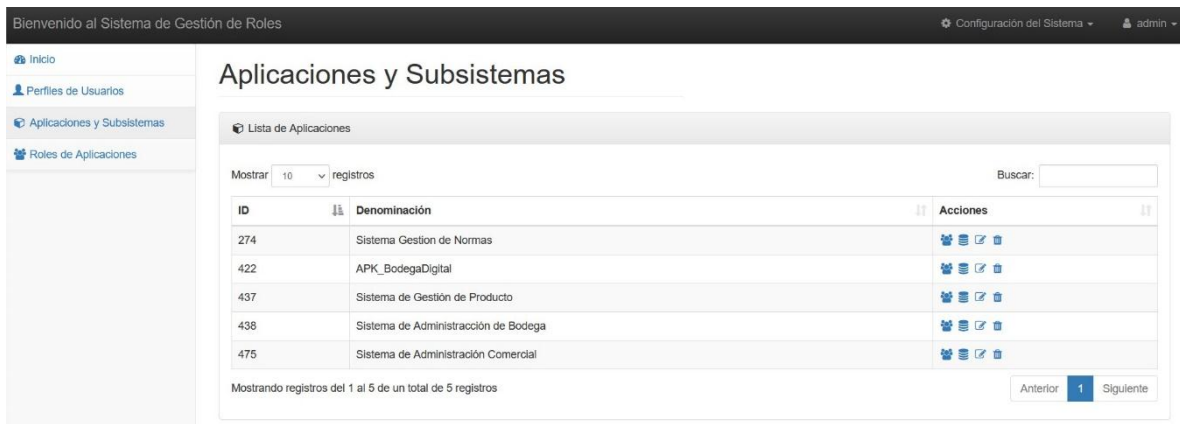 Bienvenido al Sistema de Gestión de Roles
Configuración del Sistema
admin
Inicio
Perfiles de Usuarios
Aplicaciones y Subsistemas
Roles de Aplicaciones
Aplicaciones y Subsistemas
Lista de Aplicaciones
Mostrar 10 registros
Buscar:
ID Denominación Acciones
274 Sistema Gestion de Normas
422 APK_BodegaDigital
437 Sistema de Gestión de Producto
438 Sistema de Administracción de Bodega
475 Sistema de Administración Comercial
Mostrando registros del 1 al 5 de un total de 5 registros
Anterior 1 Siguiente